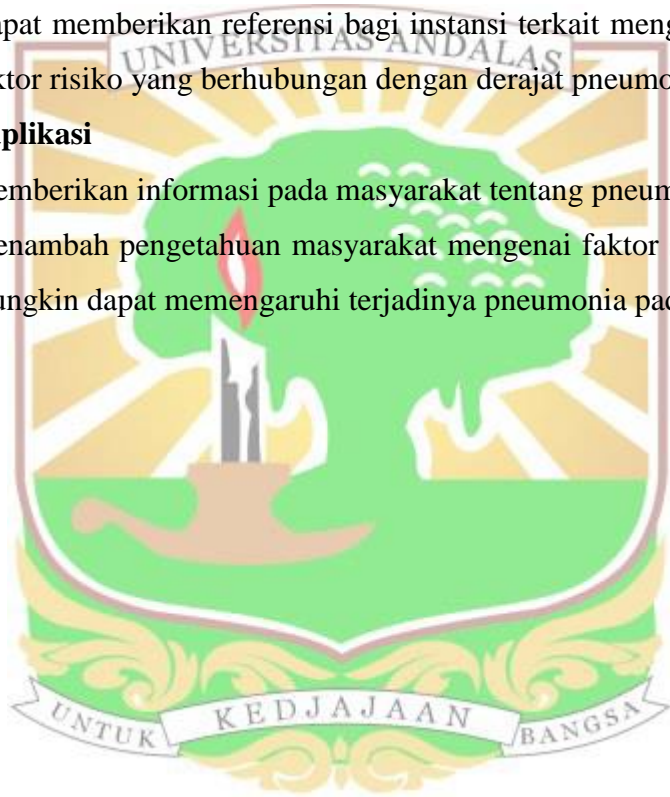 apat memberikan referensi bagi instansi terkait meng
UNIVERSITAS ANDALAS
ktor risiko yang berhubungan dengan derajat pneumo
plikasi
emberikan informasi pada masyarakat tentang pneum
enambah pengetahuan masyarakat mengenai faktor
ungkin dapat memengaruhi terjadinya pneumonia pad
UNTUK KEDJAJAAN BANGSA